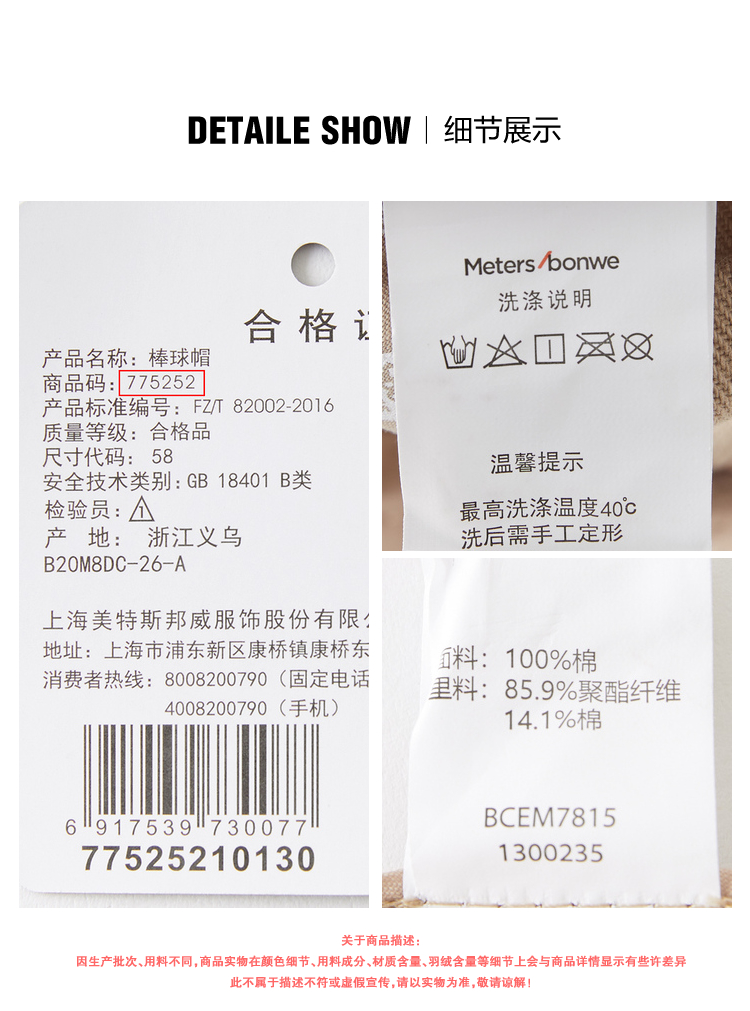 DETAILE SHOW | 细节展示
合格
产品名称: 棒球帽
商品码: 775252
产品标准编号: FZ/T 82002-2016
质量等级: 合格品
尺寸代码: 58
安全技术类别: GB 18401 B类
检验员: 1
产 地: 浙江义乌
B20M8DC-26-A
上海美特斯邦威服饰股份有限
地址: 上海市浦东新区康桥镇康桥东
消费者热线: 8008200790（固定电话
4008200790（手机）
6 917539 730077
77525210130
Meters/bonwe
洗涤说明
温馨提示
最高洗涤温度40℃
洗后需手工定形
面料: 100%棉
里料: 85.9%聚酯纤维
14.1%棉
BCEM7815
1300235
关于商品描述:
因生产批次、用料不同,商品实物在颜色细节、用料成分、材质含量、羽绒含量等细节上会与商品详情显示有些许差异
此不属于描述不符或虚假宣传,请以实物为准,敬请谅解!